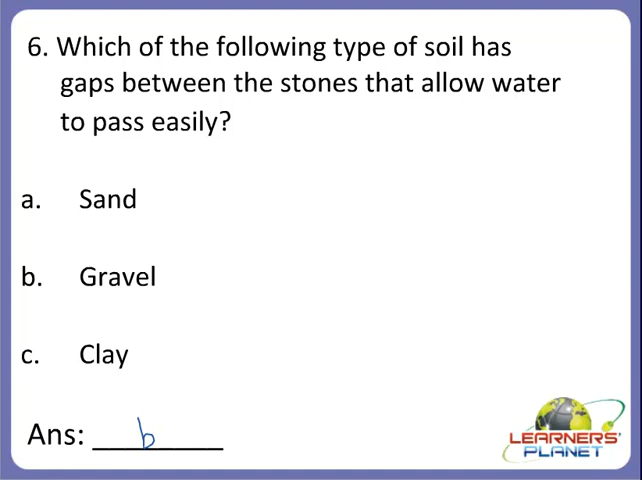 6. Which of the following type of soil has
gaps between the stones that allow water
to pass easily?
a. Sand
b. Gravel
c. Clay
Ans: ________ b
LEARNERS'
PLANET